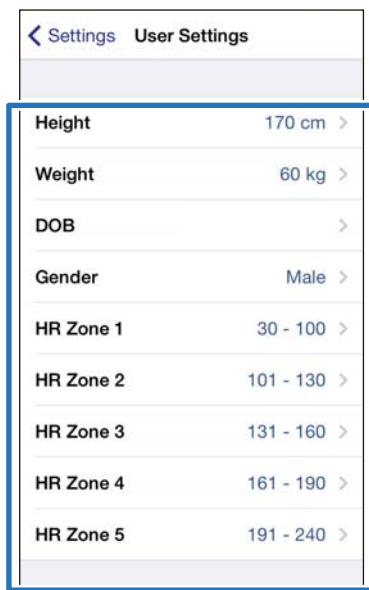 Settings User Settings
Height 170 cm
Weight 60 kg
DOB
Gender Male
HR Zone 1 30 - 100
HR Zone 2 101 - 130
HR Zone 3 131 - 160
HR Zone 4 161 - 190
HR Zone 5 191 - 240